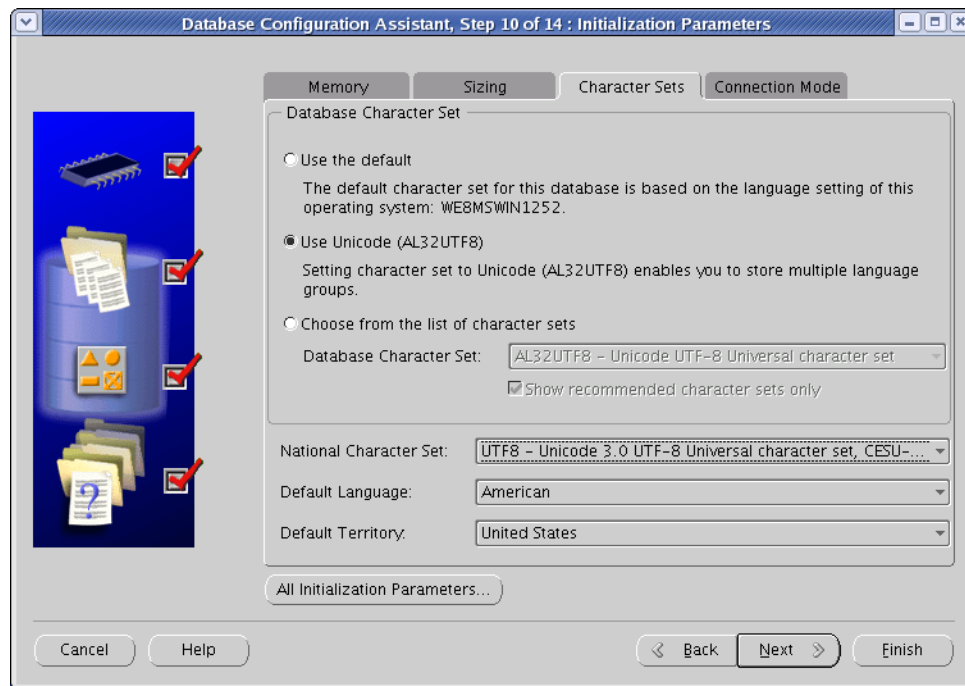 Database Configuration Assistant, Step 10 of 14 : Initialization Parameters
Memory
Sizing
Character Sets
Connection Mode
Database Character Set
Use the default
The default character set for this database is based on the language setting of this
operating system: WE8MSWIN1252.
Use Unicode (AL32UTF8)
Setting character set to Unicode (AL32UTF8) enables you to store multiple language
groups.
Choose from the list of character sets
Database Character Set:
AL32UTF8 - Unicode UTF-8 Universal character set
Show recommended character sets only
National Character Set:
UTF8 - Unicode 3.0 UTF-8 Universal character set, CESU-...
Default Language:
American
Default Territory:
United States
All Initialization Parameters...
Cancel
Help
Back
Next
Finish